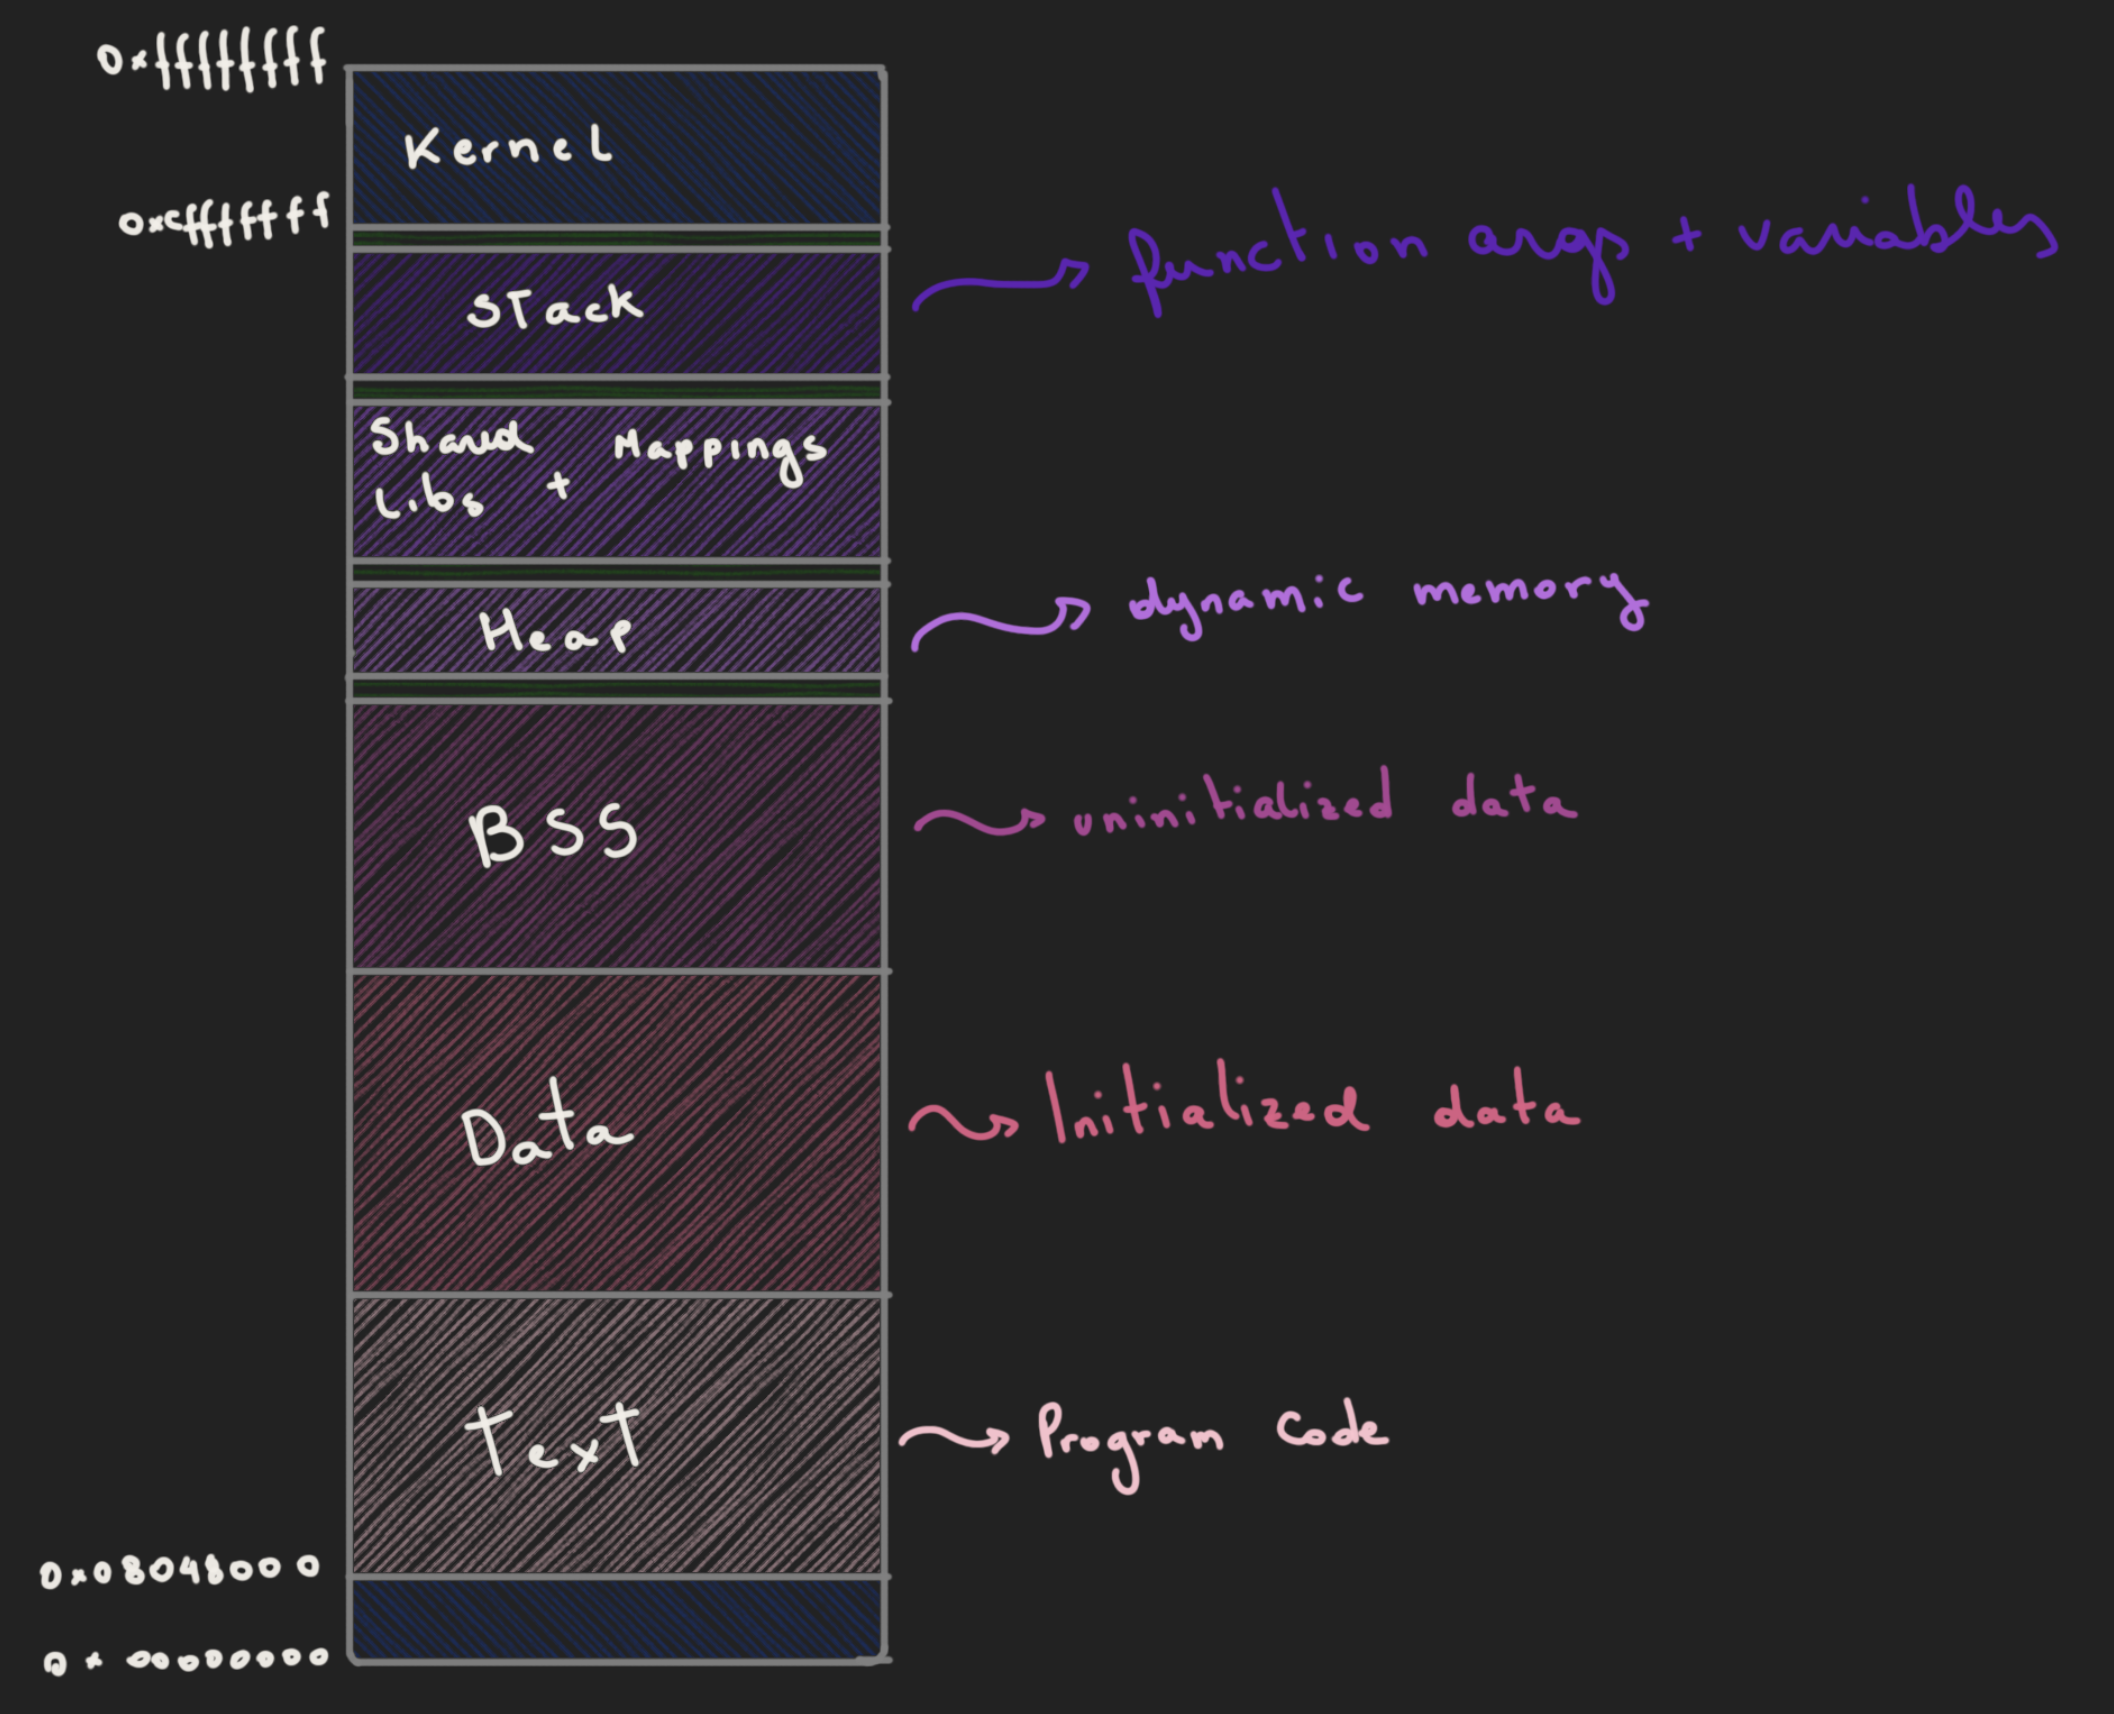 0xffffffff
Kernel
0xcfffffff
Stack
function args + variables
Shared Mappings
Libs +
Heap
dynamic memory
BSS
uninitialized data
Data
Initialized data
Text
Program Code
0x08048000
0x00000000